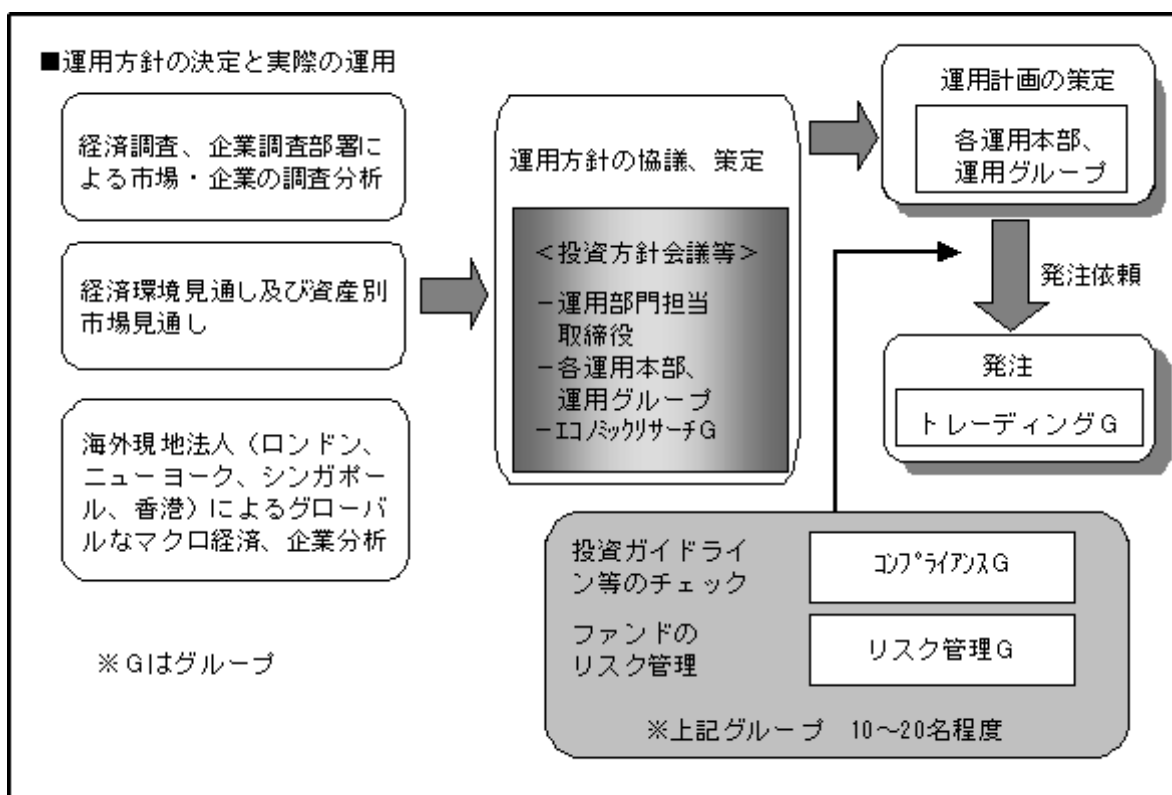 ■運用方針の決定と実際の運用
経済調査、企業調査部署に
よる市場・企業の調査分析
経済環境見通し及び資産別
市場見通し
海外現地法人（ロンドン、
ニューヨーク、シンガポー
ル、香港）によるグローバ
ルなマクロ経済、企業分析
※Gはグループ
運用方針の協議、策定
＜投資方針会議等＞
－運用部門担当
取締役
－各運用本部、
運用グループ
－ｴｺﾉﾐｯｸﾘｻｰﾁG
運用計画の策定
各運用本部、
運用グループ
発注依頼
発注
トレーディングG
投資ガイドライ
ン等のチェック
ｺﾝﾌﾟﾗｲｱﾝｽG
ファンドの
リスク管理
リスク管理G
※上記グループ　10～20名程度